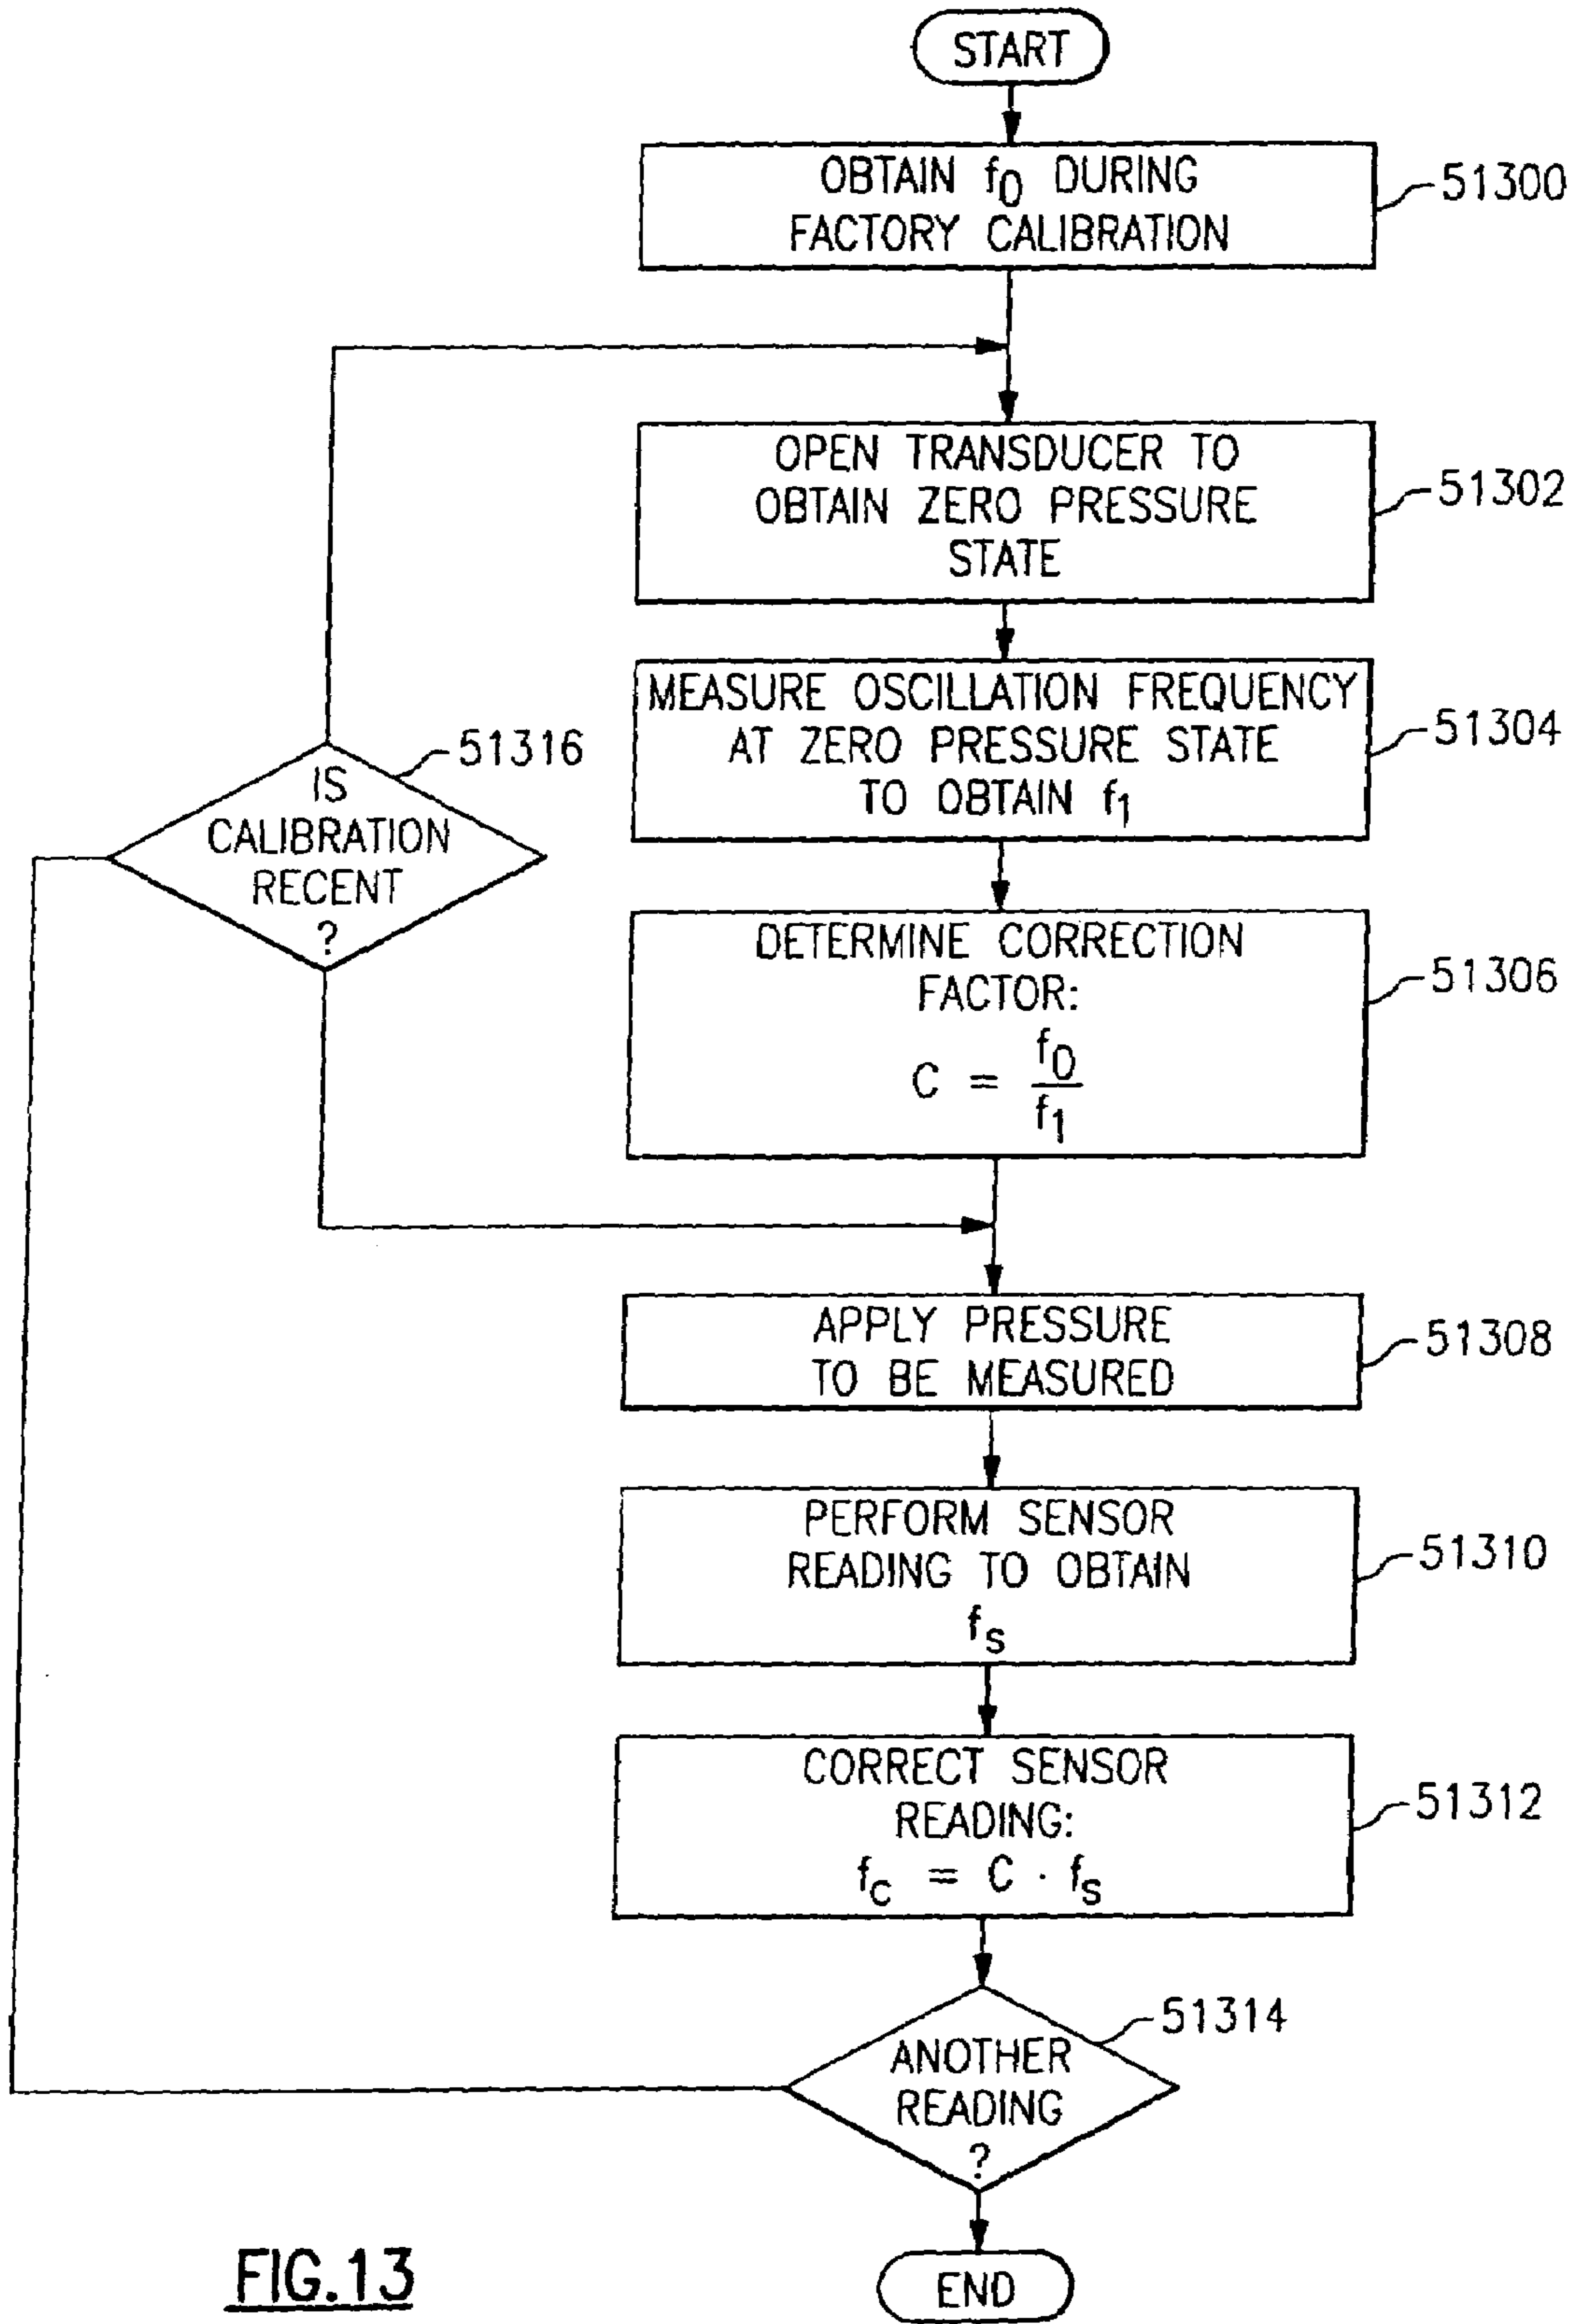 START
OBTAIN f0 DURING
FACTORY CALIBRATION
51300
OPEN TRANSDUCER TO
OBTAIN ZERO PRESSURE
STATE
51302
MEASURE OSCILLATION FREQUENCY
AT ZERO PRESSURE STATE
TO OBTAIN f1
51304
51316
IS
CALIBRATION
RECENT
?
DETERMINE CORRECTION
FACTOR:
C = f0/f1
51306
APPLY PRESSURE
TO BE MEASURED
51308
PERFORM SENSOR
READING TO OBTAIN
fs
51310
CORRECT SENSOR
READING:
fc = C · fs
51312
51314
ANOTHER
READING
?
END
FIG.13